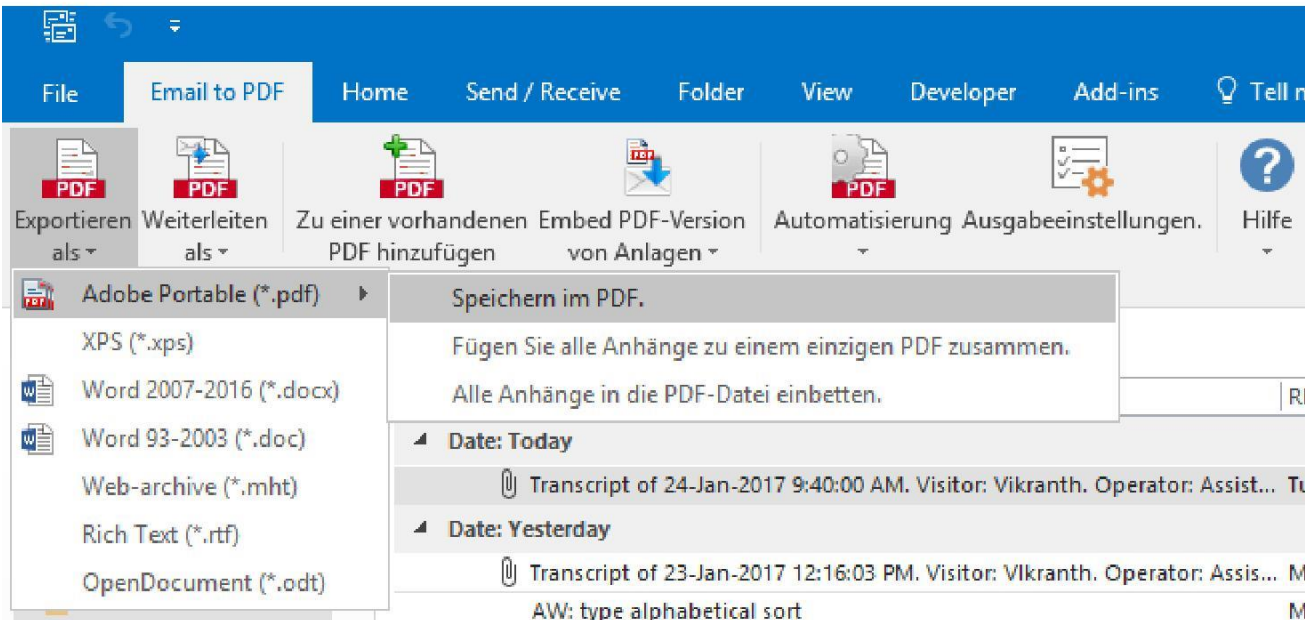 File Email to PDF Home Send / Receive Folder View Developer Add-ins Tell
PDF PDF PDF PDF PDF ?
Exportieren Weiterleiten Zu einer vorhandenen Embed PDF-Version Automatisierung Ausgabeeinstellungen. Hilfe
als als PDF hinzufügen von Anlagen
Adobe Portable (*.pdf) Speichern im PDF.
XPS (*.xps) Fügen Sie alle Anhänge zu einem einzigen PDF zusammen.
Word 2007-2016 (*.docx) Alle Anhänge in die PDF-Datei einbetten.
Word 93-2003 (*.doc) Date: Today
Web-archive (*.mht) Transcript of 24-Jan-2017 9:40:00 AM. Visitor: Vikranth. Operator: Assist...
Rich Text (*.rtf) Date: Yesterday
OpenDocument (*.odt) Transcript of 23-Jan-2017 12:16:03 PM. Visitor: VIkranth. Operator: Assis...
AW: type alphabetical sort